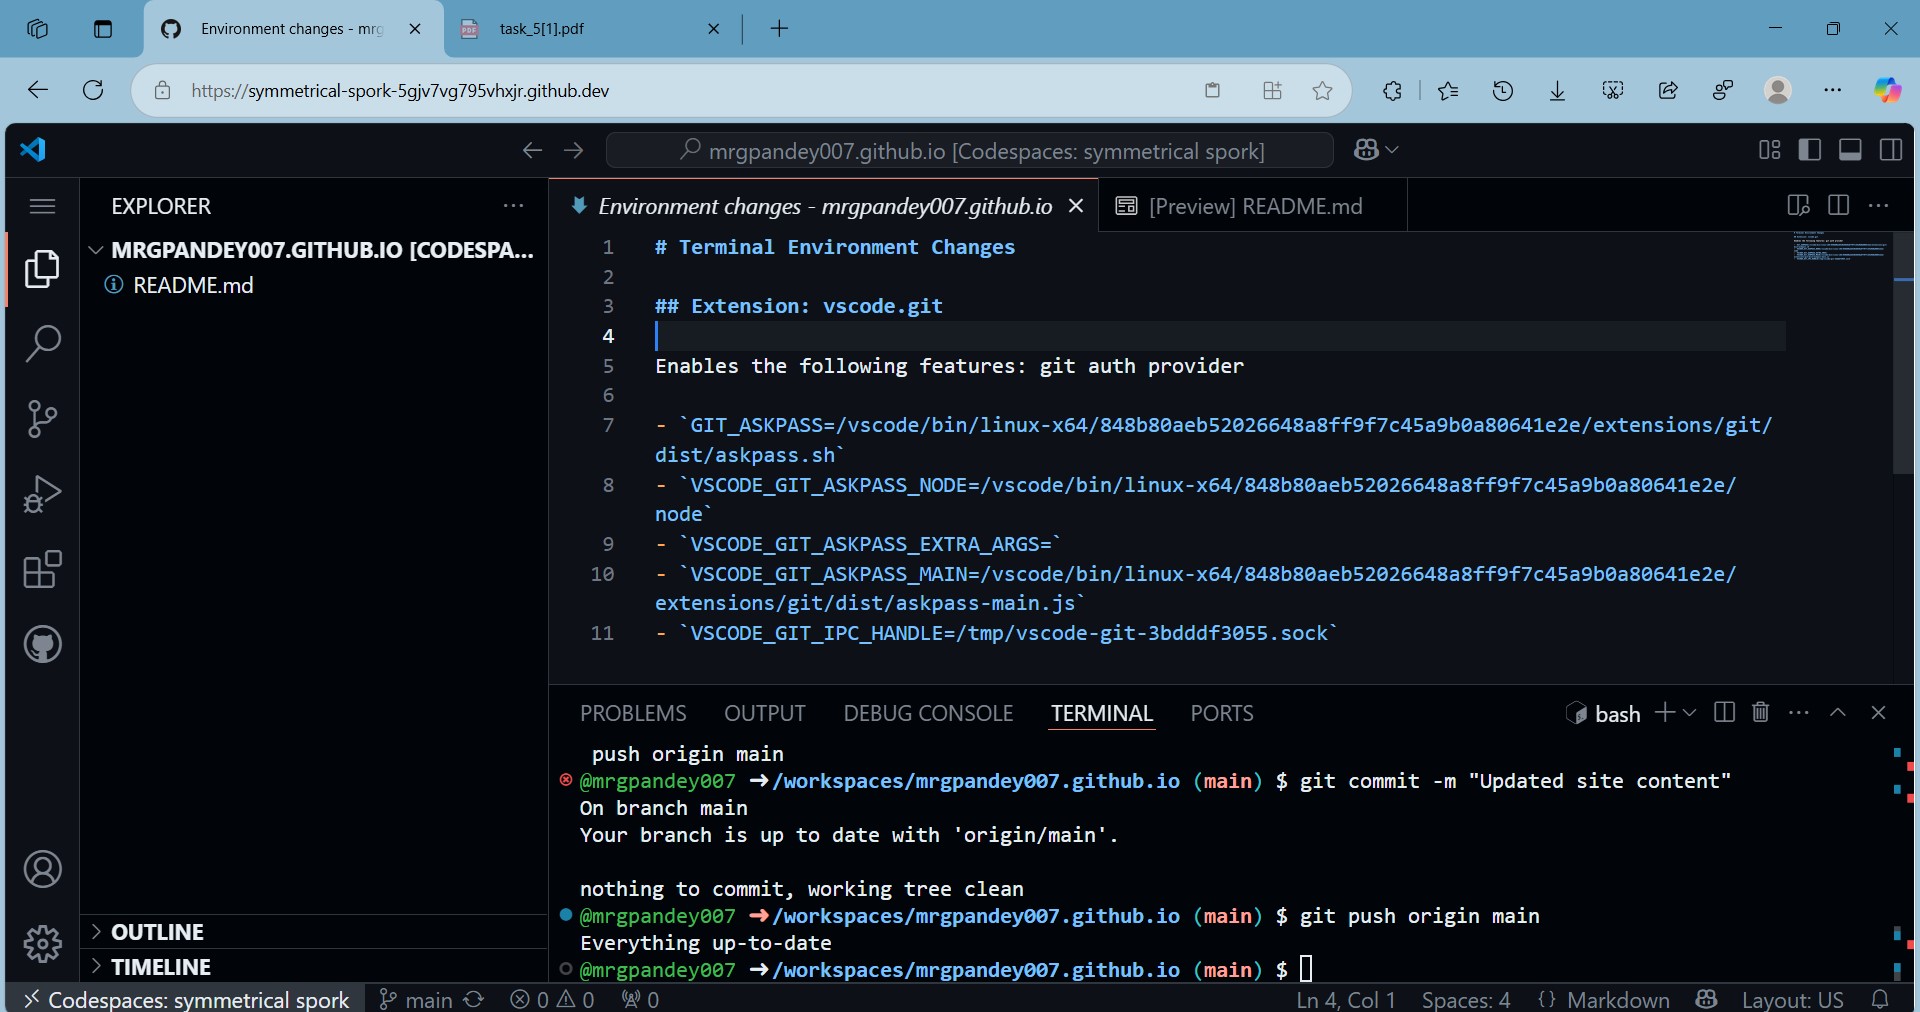 Environment changes - mrg
task_5[1].pdf
https://symmetrical-spork-5gjv7vg795vhxjr.github.dev
mrgpandey007.github.io [Codespaces: symmetrical spork]
EXPLORER
MRGPANDEY007.GITHUB.IO [CODESPA...
README.md
OUTLINE
TIMELINE
Environment changes - mrgpandey007.github.io
[Preview] README.md
1 # Terminal Environment Changes
2
3 ## Extension: vscode.git
4
5 Enables the following features: git auth provider
6
7 - `GIT_ASKPASS=/vscode/bin/linux-x64/848b80aeb52026648a8ff9f7c45a9b0a80641e2e/extensions/git/
dist/askpass.sh`
8 - `VSCODE_GIT_ASKPASS_NODE=/vscode/bin/linux-x64/848b80aeb52026648a8ff9f7c45a9b0a80641e2e/
node`
9 - `VSCODE_GIT_ASKPASS_EXTRA_ARGS=`
10 - `VSCODE_GIT_ASKPASS_MAIN=/vscode/bin/linux-x64/848b80aeb52026648a8ff9f7c45a9b0a80641e2e/
extensions/git/dist/askpass-main.js`
11 - `VSCODE_GIT_IPC_HANDLE=/tmp/vscode-git-3bdddf3055.sock`
PROBLEMS OUTPUT DEBUG CONSOLE TERMINAL PORTS
bash
push origin main
@mrgpandey007 ➜/workspaces/mrgpandey007.github.io (main) $ git commit -m "Updated site content"
On branch main
Your branch is up to date with 'origin/main'.
nothing to commit, working tree clean
@mrgpandey007 ➜/workspaces/mrgpandey007.github.io (main) $ git push origin main
Everything up-to-date
@mrgpandey007 ➜/workspaces/mrgpandey007.github.io (main) $
Codespaces: symmetrical spork main 0 0 0 Ln 4, Col 1 Spaces: 4 {} Markdown Layout: US